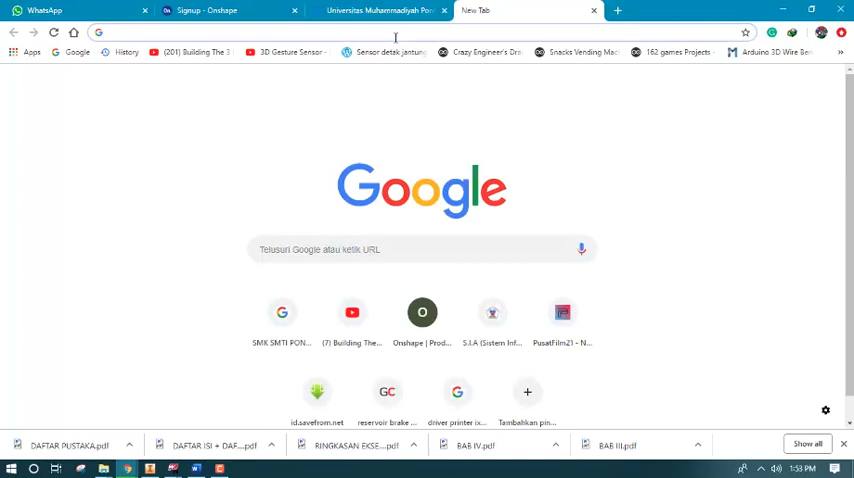 WhatsApp
Signup - Onshape
Universitas Muhammadiyah Pon
New Tab
Apps
Google
History
(201) Building The 3
3D Gesture Sensor -
Sensor detak jantung
Crazy Engineer's Dra
Snacks Vending Mac
162 games Projects
Arduino 3D Wire Ben
Google
Telusuri Google atau ketik URL
SMK SMTI PON...
(7) Building The...
Onshape | Prod...
S.I.A (Sistem Inf...
PusatFilm21 - N...
id.savefrom.net
reservoir brake ...
driver printer ix...
Tambahkan pin...
DAFTAR PUSTAKA.pdf
DAFTAR ISI + DAF....pdf
RINGKASAN EKSE....pdf
BAB IV.pdf
BAB III.pdf
Show all
1:53 PM